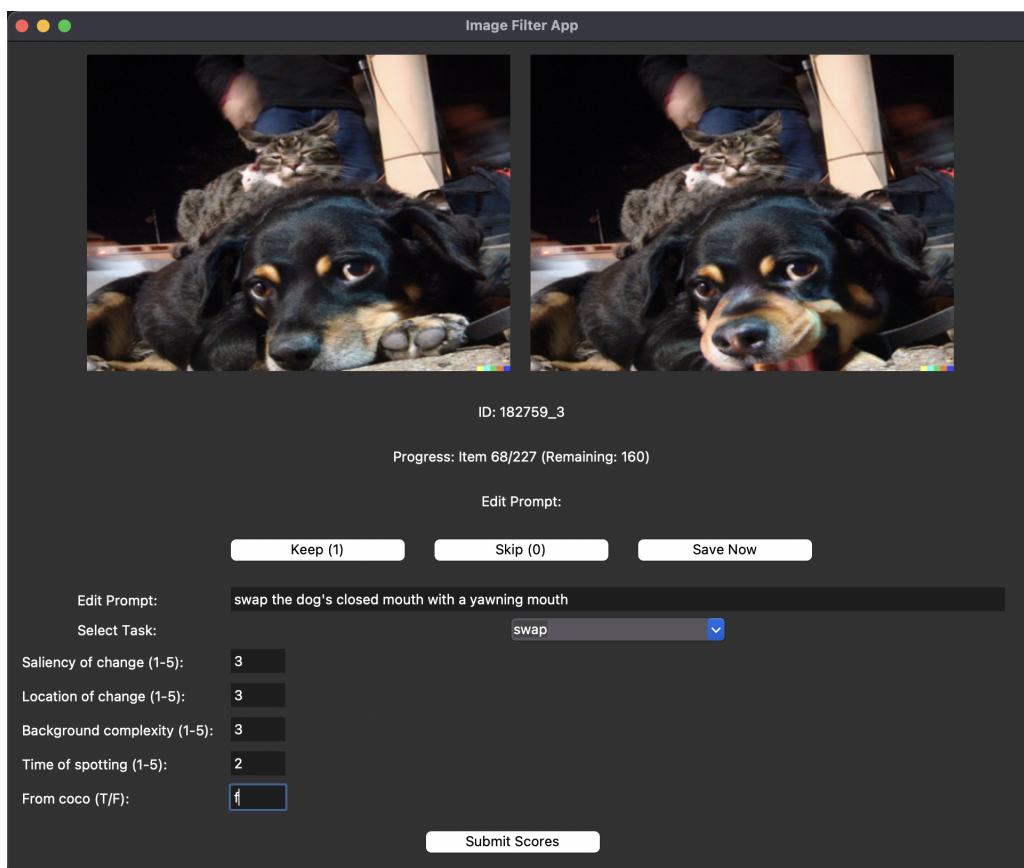 Image Filter App
ID: 182759_3
Progress: Item 68/227 (Remaining: 160)
Edit Prompt:
Keep (1) Skip (0) Save Now
Edit Prompt: swap the dog's closed mouth with a yawning mouth
Select Task: swap
Saliency of change (1-5): 3
Location of change (1-5): 3
Background complexity (1-5): 3
Time of spotting (1-5): 2
From coco (T/F): f
Submit Scores